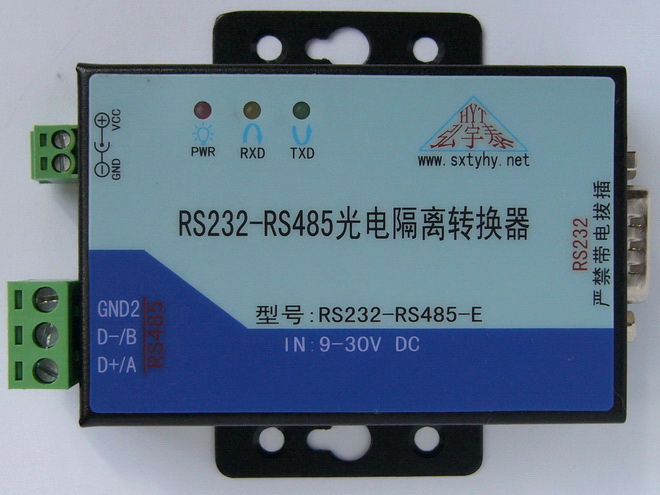 VCC
GND
PWR RXD TXD
HYT
弘宇泰
www.sxtyhy.net
RS232-RS485光电隔离转换器
RS232
严禁带电拔插
型号:RS232-RS485-E
IN:9-30V DC
GND2
D-/B
D+/A
RS485